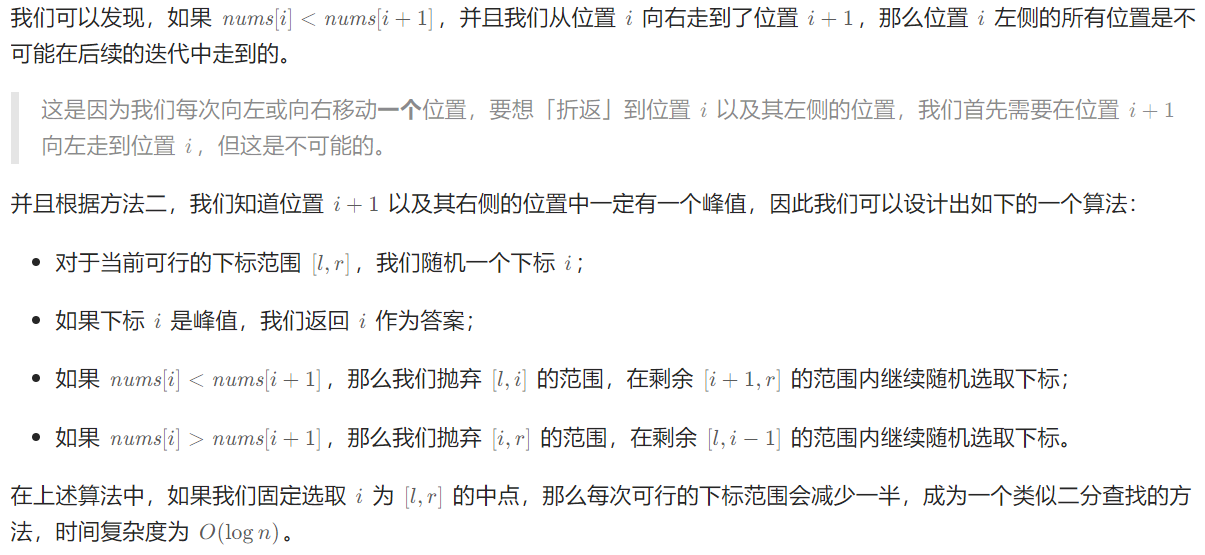 我们可以发现，如果 nums[i] < nums[i + 1]，并且我们从位置 i 向右走到了位置 i + 1，那么位置 i 左侧的所有位置是不
可能在后续的迭代中走到的。
这是因为我们每次向左或向右移动一个位置，要想「折返」到位置 i 以及其左侧的位置，我们首先需要在位置 i + 1
向左走到位置 i，但这是不可能的。
并且根据方法二，我们知道位置 i + 1 以及其右侧的位置中一定有一个峰值，因此我们可以设计出如下的一个算法：
• 对于当前可行的下标范围 [l, r]，我们随机一个下标 i；
• 如果下标 i 是峰值，我们返回 i 作为答案；
• 如果 nums[i] < nums[i + 1]，那么我们抛弃 [l, i] 的范围，在剩余 [i + 1, r] 的范围内继续随机选取下标；
• 如果 nums[i] > nums[i + 1]，那么我们抛弃 [i, r] 的范围，在剩余 [l, i − 1] 的范围内继续随机选取下标。
在上述算法中，如果我们固定选取 i 为 [l, r] 的中点，那么每次可行的下标范围会减少一半，成为一个类似二分查找的方
法，时间复杂度为 O(log n)。